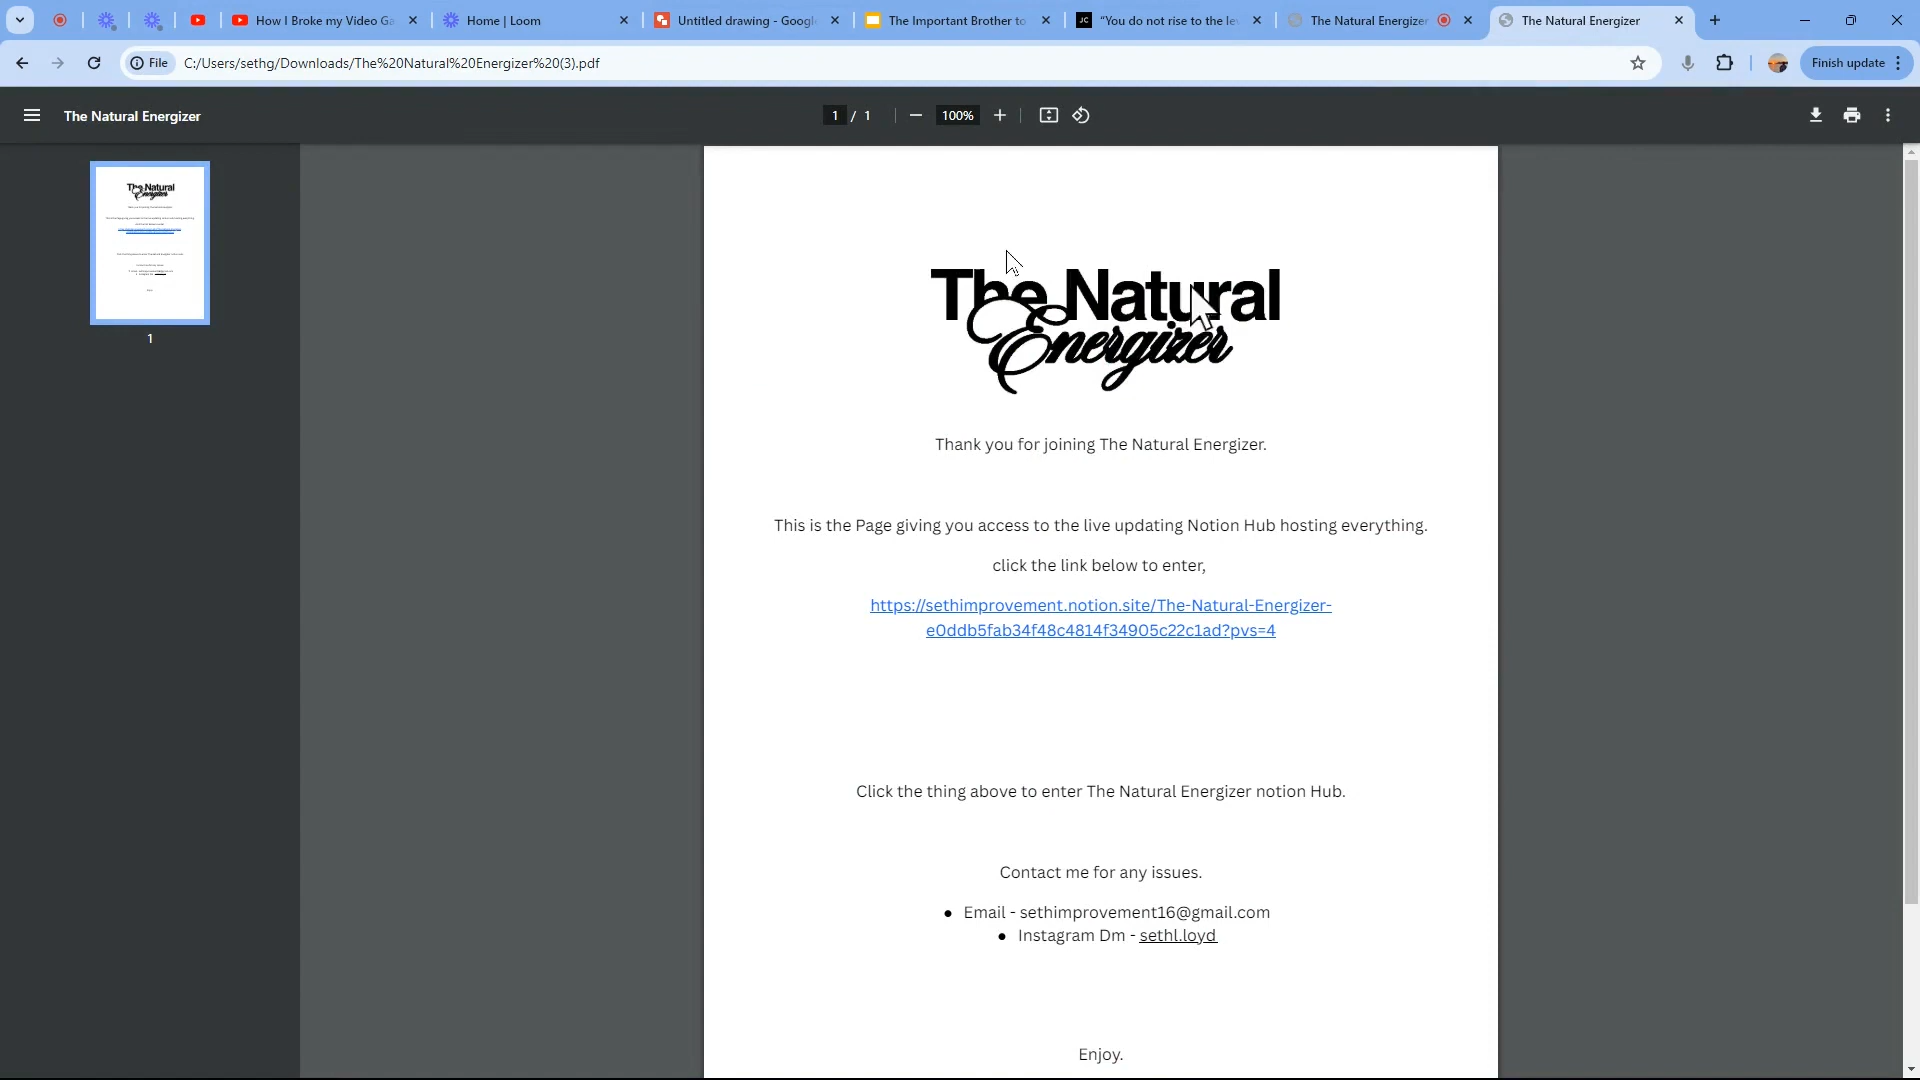 How I Broke my Video Ga
Home | Loom
Untitled drawing - Google
The Important Brother to
JC
"You do not rise to the le
The Natural Energizer
The Natural Energizer
File
C:/Users/sethg/Downloads/The%20Natural%20Energizer%20(3).pdf
Finish update
The Natural Energizer
1 / 1
100%
The Natural
Energizer
1
The Natural
Energizer
Thank you for joining The Natural Energizer.
This is the Page giving you access to the live updating Notion Hub hosting everything.
click the link below to enter,
https://sethimprovement.notion.site/The-Natural-Energizer-
e0ddb5fab34f48c4814f34905c22c1ad?pvs=4
Click the thing above to enter The Natural Energizer notion Hub.
Contact me for any issues.
● Email - sethimprovement16@gmail.com
● Instagram Dm - sethl.loyd
Enjoy.